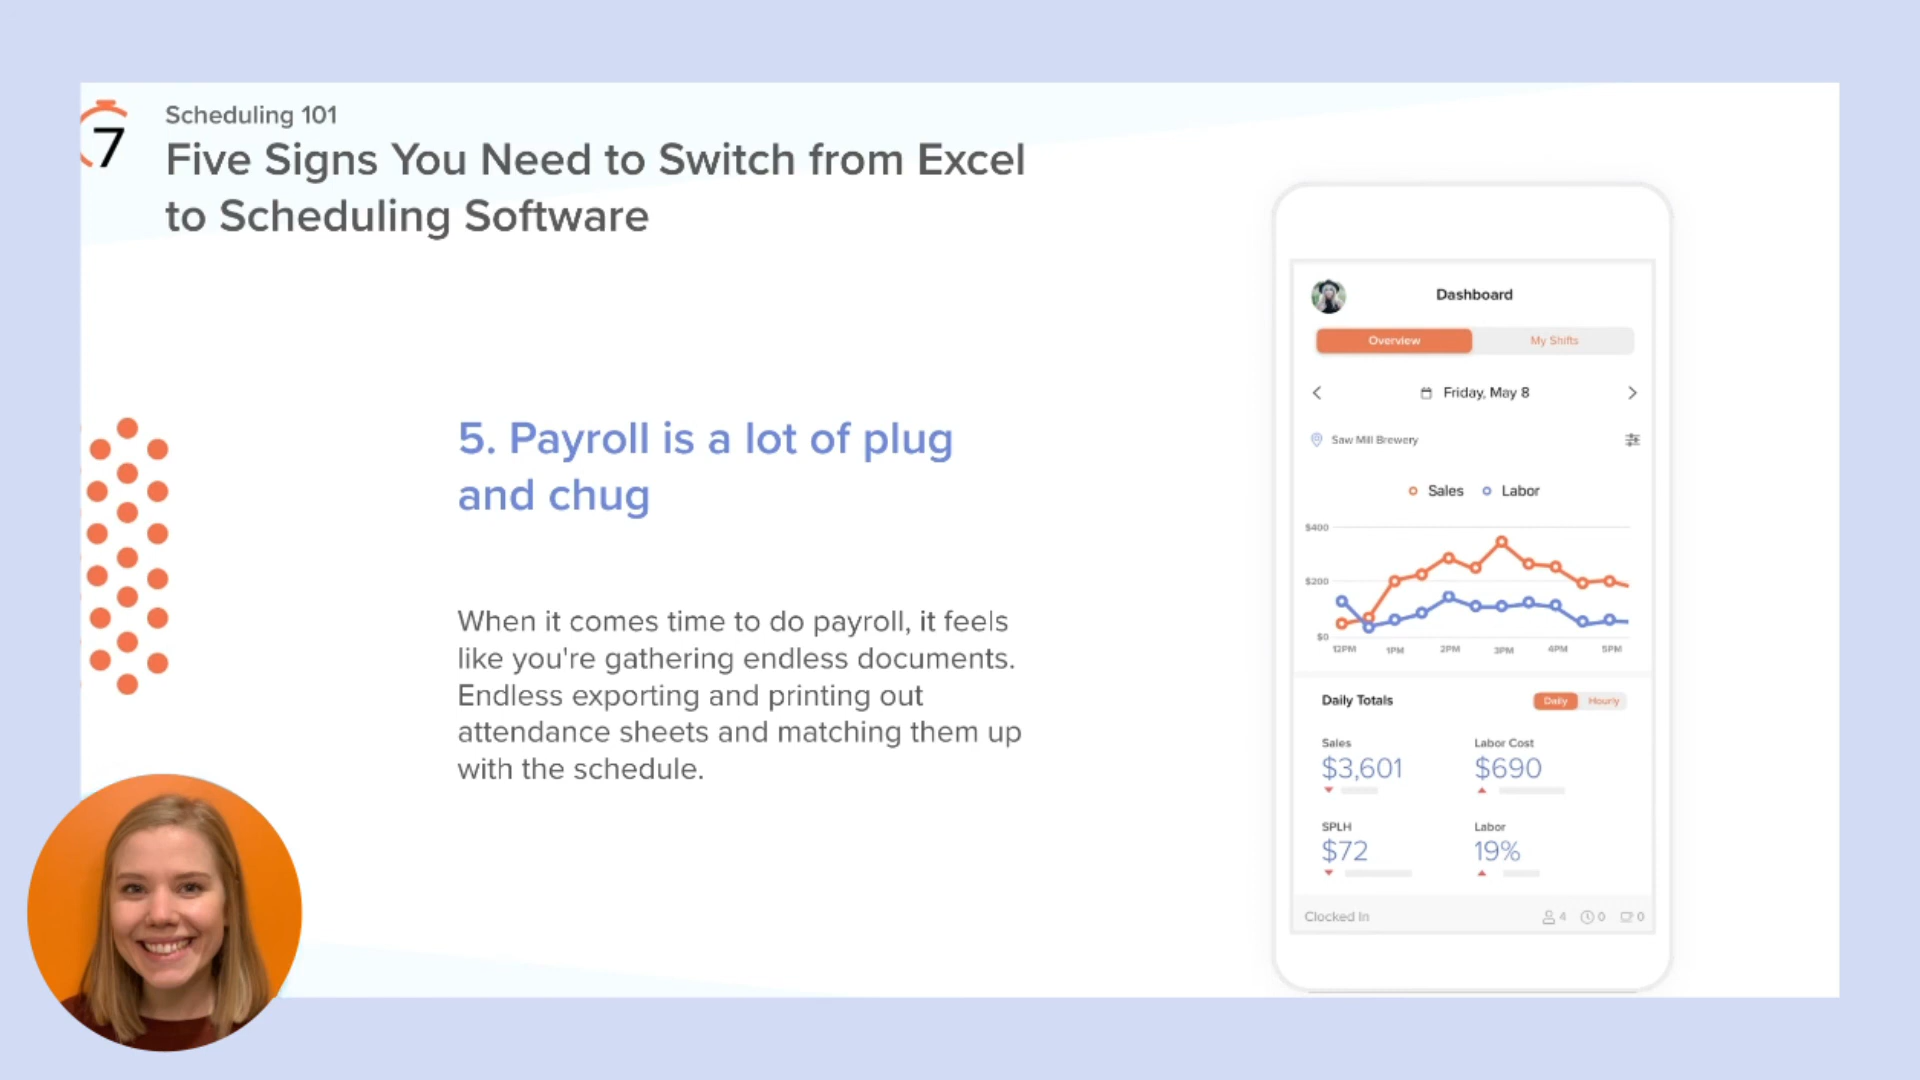 7
Scheduling 101
Five Signs You Need to Switch from Excel
to Scheduling Software
5. Payroll is a lot of plug
and chug
When it comes time to do payroll, it feels
like you're gathering endless documents.
Endless exporting and printing out
attendance sheets and matching them up
with the schedule.
Dashboard
Overview My Shifts
Friday, May 8
Saw Mill Brewery
Sales Labor
$400
$200
$0
12PM 1PM 2PM 3PM 4PM 5PM
Daily Totals Daily Hourly
Sales Labor Cost
$3,601 $690
SPLH Labor
$72 19%
Clocked In 4 0 0